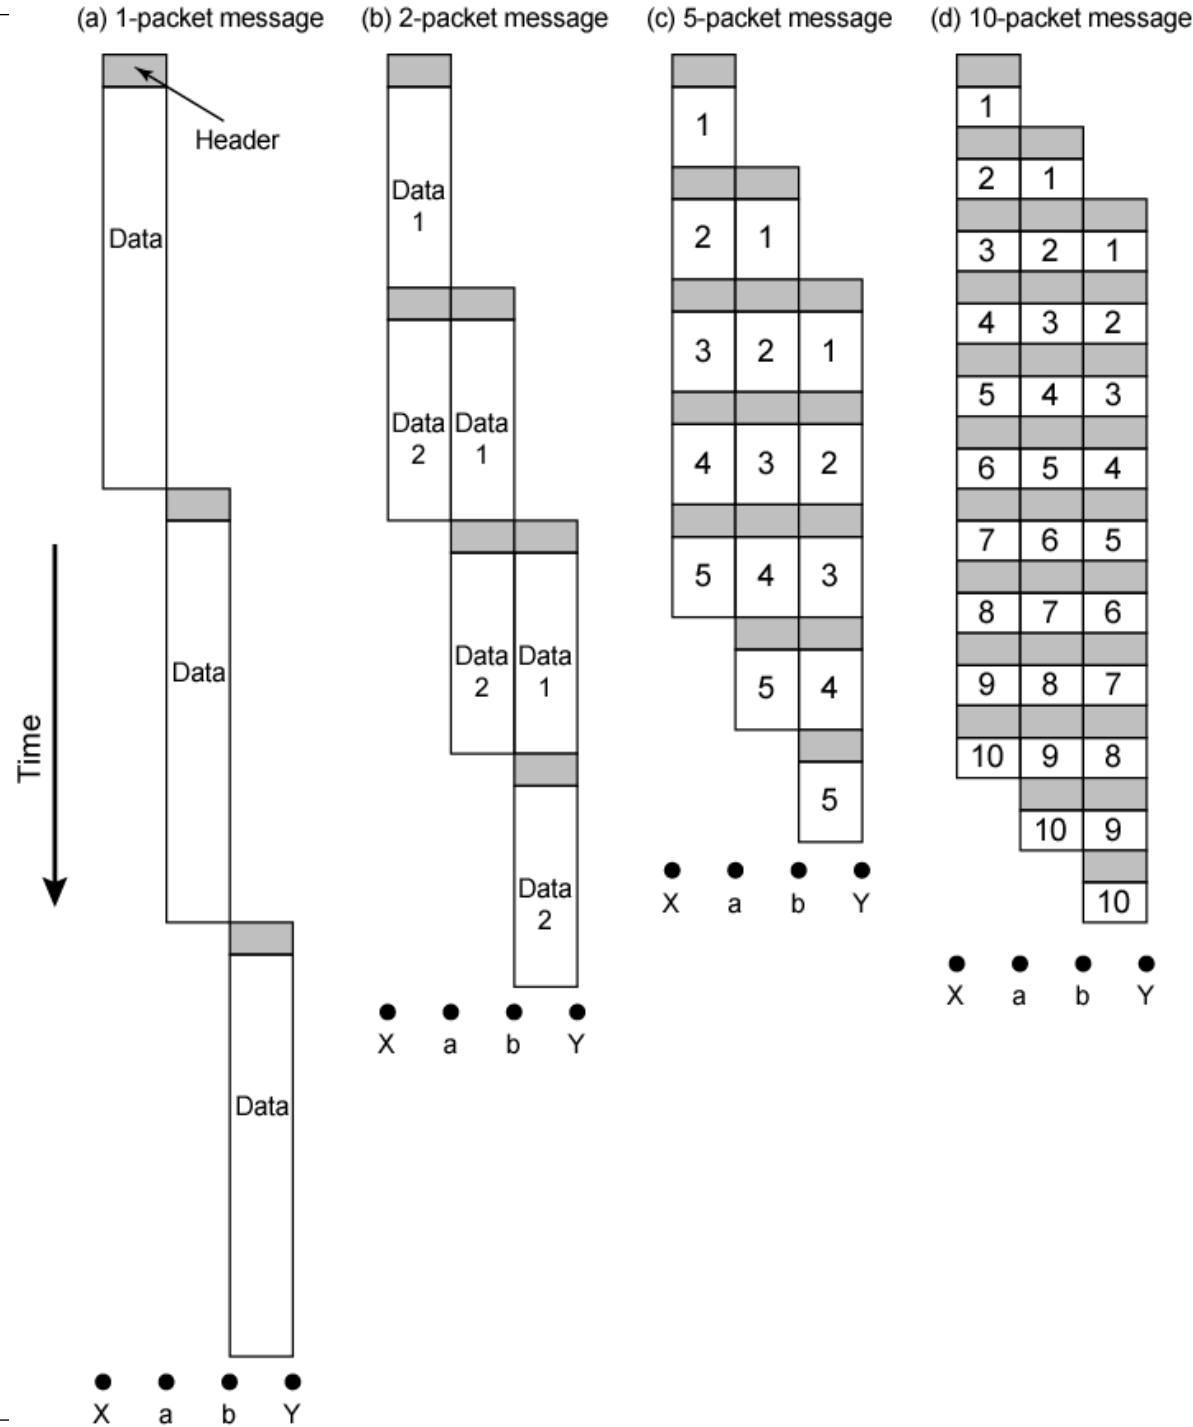 (a) 1-packet message
Header
Data
Data
Data
X a b Y
Time
(b) 2-packet message
Data
1
Data Data
2 1
Data Data
2 1
Data
2
X a b Y
(c) 5-packet message
1
2 1
3 2 1
4 3 2
5 4 3
5 4
5
X a b Y
(d) 10-packet message
1
2 1
3 2 1
4 3 2
5 4 3
6 5 4
7 6 5
8 7 6
9 8 7
10 9 8
10 9
10
X a b Y